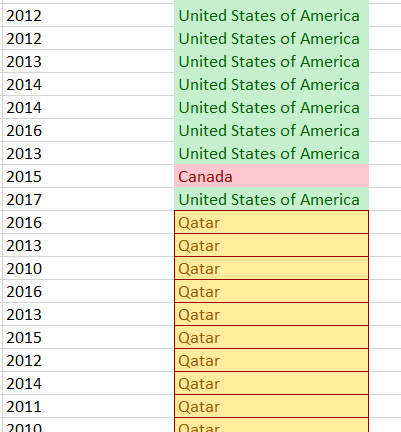 2012 United States of America
2012 United States of America
2013 United States of America
2014 United States of America
2014 United States of America
2016 United States of America
2013 United States of America
2015 Canada
2017 United States of America
2016 Qatar
2013 Qatar
2010 Qatar
2016 Qatar
2013 Qatar
2015 Qatar
2012 Qatar
2014 Qatar
2011 Qatar
2010 Qatar